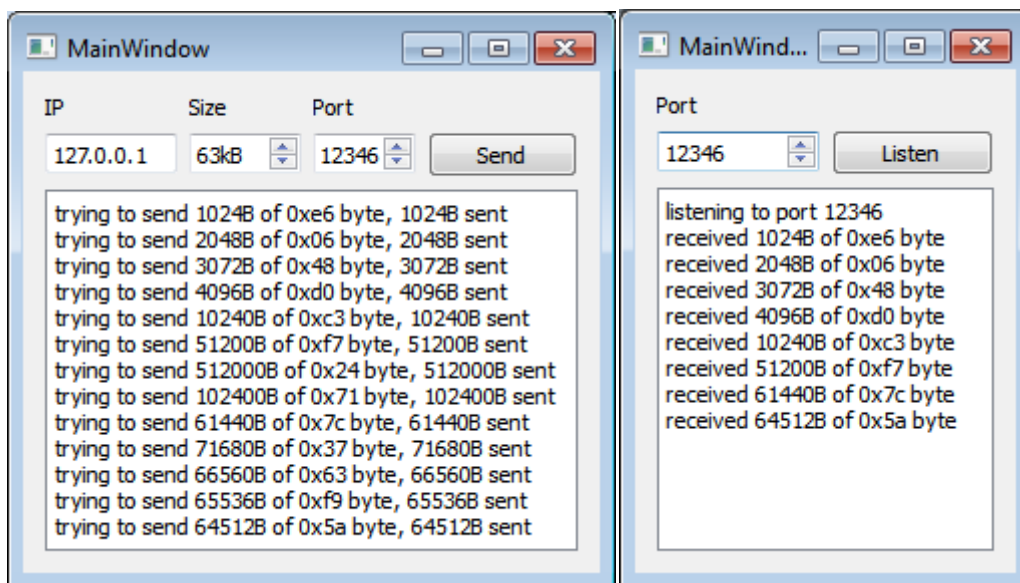 MainWindow
IP Size Port
127.0.0.1 63kB 12346 Send
trying to send 1024B of 0xe6 byte, 1024B sent
trying to send 2048B of 0x06 byte, 2048B sent
trying to send 3072B of 0x48 byte, 3072B sent
trying to send 4096B of 0xd0 byte, 4096B sent
trying to send 10240B of 0xc3 byte, 10240B sent
trying to send 51200B of 0xf7 byte, 51200B sent
trying to send 512000B of 0x24 byte, 512000B sent
trying to send 102400B of 0x71 byte, 102400B sent
trying to send 61440B of 0x7c byte, 61440B sent
trying to send 71680B of 0x37 byte, 71680B sent
trying to send 66560B of 0x63 byte, 66560B sent
trying to send 65536B of 0xf9 byte, 65536B sent
trying to send 64512B of 0x5a byte, 64512B sent
MainWind...
Port
12346 Listen
listening to port 12346
received 1024B of 0xe6 byte
received 2048B of 0x06 byte
received 3072B of 0x48 byte
received 4096B of 0xd0 byte
received 10240B of 0xc3 byte
received 51200B of 0xf7 byte
received 61440B of 0x7c byte
received 64512B of 0x5a byte